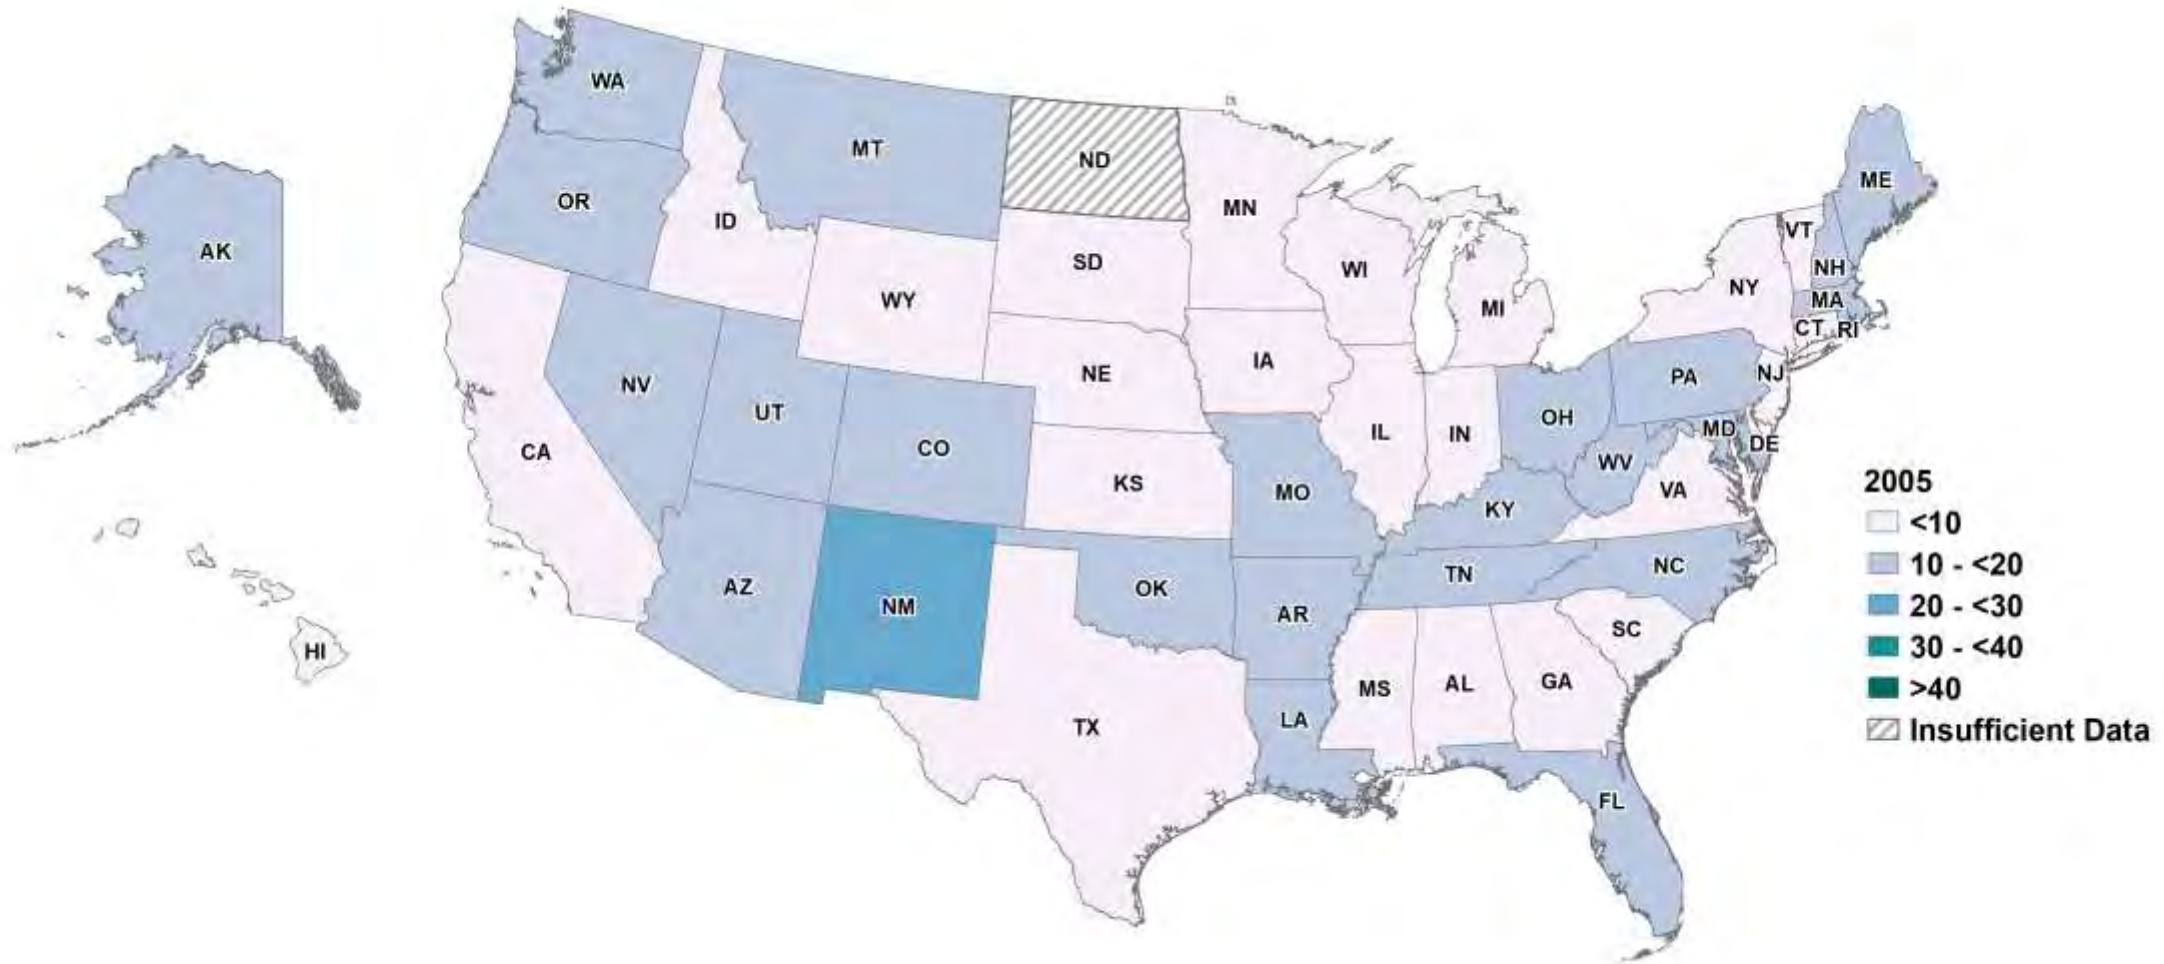 WA
MT
ND
OR
ID
MN
ME
AK
SD
WI
VT
NH
WY
NY
MA
MI
CT
RI
NE
IA
NV
UT
PA
NJ
OH
CO
CA
IL
IN
MD
DE
KS
WV
MO
VA
KY
2005
<10
10 - <20
20 - <30
30 - <40
>40
Insufficient Data
AZ
NM
OK
TN
NC
AR
HI
SC
MS
AL
GA
LA
TX
FL